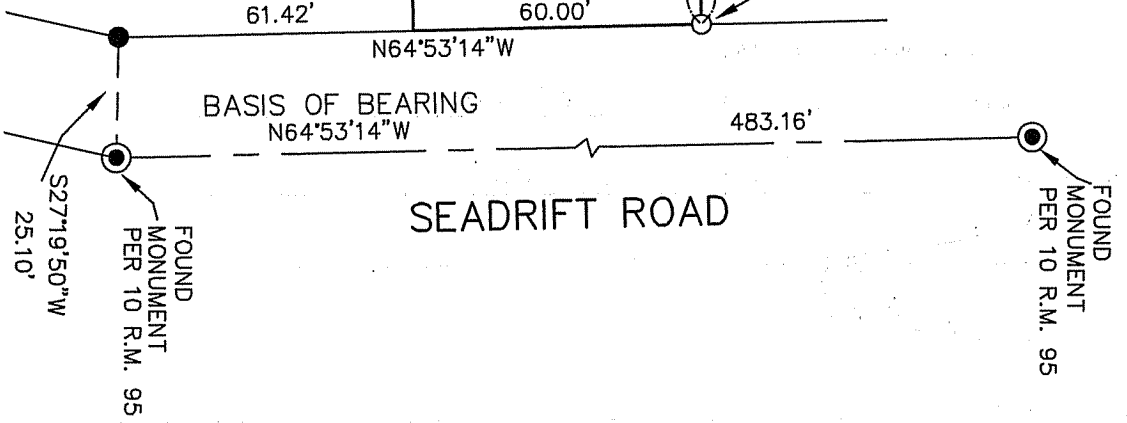 61.42'
60.00'
N64°53'14"W
BASIS OF BEARING
N64°53'14"W
483.16'
SEADRIFT ROAD
S27°19'50"W
25.10'
FOUND
MONUMENT
PER 10 R.M. 95
FOUND
MONUMENT
PER 10 R.M. 95